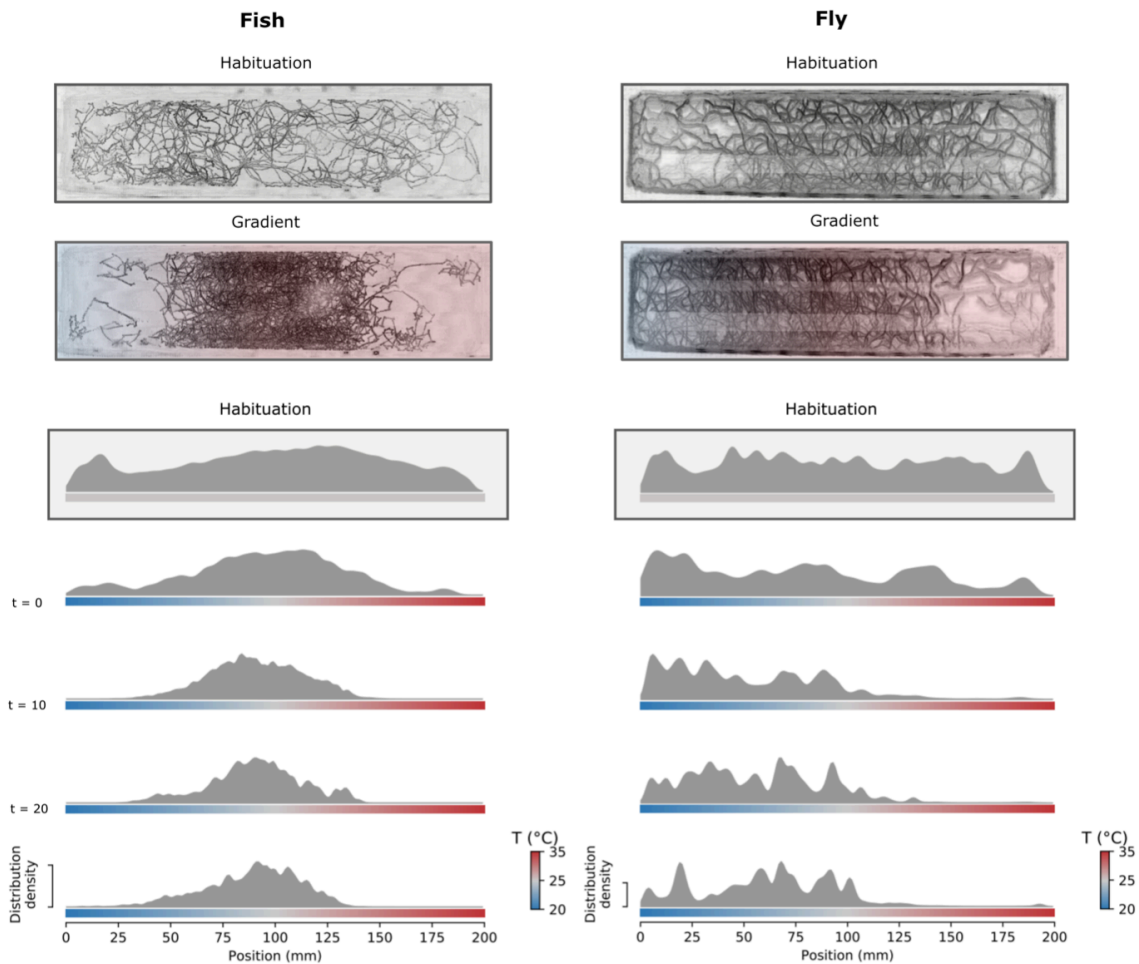 Fish
Fly
Habituation
Habituation
Gradient
Gradient
Habituation
Habituation
t = 0
t = 10
t = 20
Distribution
density
T (°C)
35
25
20
0 25 50 75 100 125 150 175 200
Position (mm)
Distribution
density
T (°C)
35
25
20
0 25 50 75 100 125 150 175 200
Position (mm)